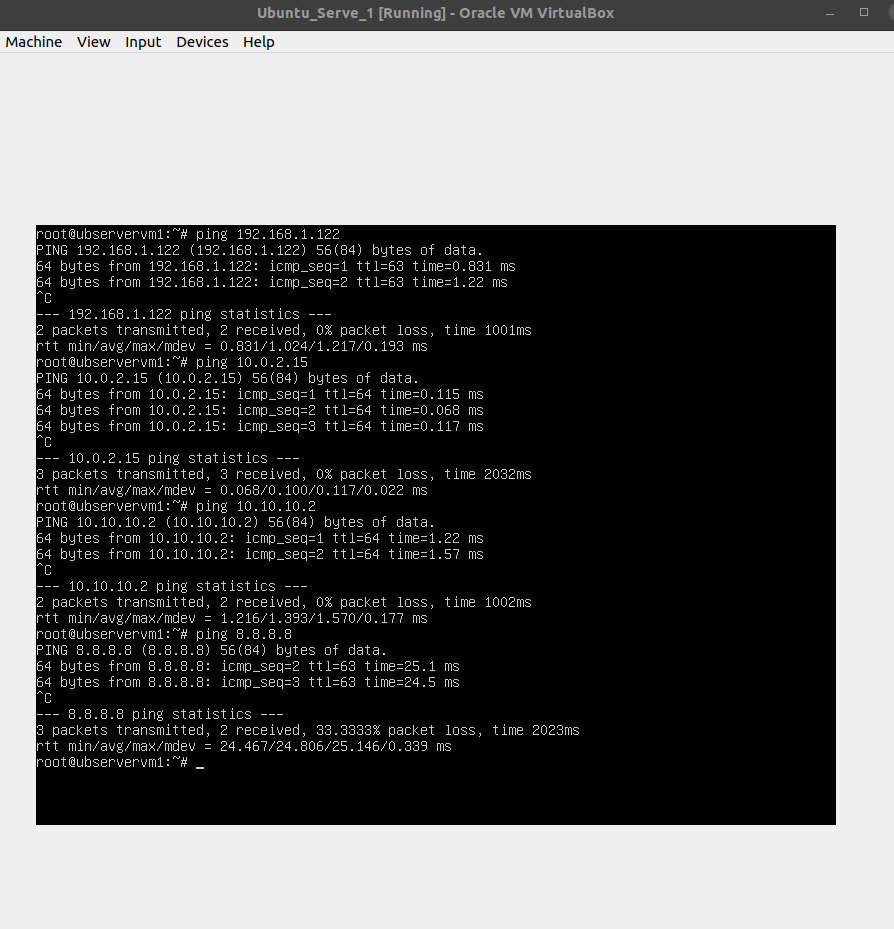 Ubuntu_Serve_1 [Running] - Oracle VM VirtualBox
Machine View Input Devices Help
root@ubservervm1:~# ping 192.168.1.122
PING 192.168.1.122 (192.168.1.122) 56(84) bytes of data.
64 bytes from 192.168.1.122: icmp_seq=1 ttl=63 time=0.831 ms
64 bytes from 192.168.1.122: icmp_seq=2 ttl=63 time=1.22 ms
^C
--- 192.168.1.122 ping statistics ---
2 packets transmitted, 2 received, 0% packet loss, time 1001ms
rtt min/avg/max/mdev = 0.831/1.024/1.217/0.193 ms
root@ubservervm1:~# ping 10.0.2.15
PING 10.0.2.15 (10.0.2.15) 56(84) bytes of data.
64 bytes from 10.0.2.15: icmp_seq=1 ttl=64 time=0.115 ms
64 bytes from 10.0.2.15: icmp_seq=2 ttl=64 time=0.068 ms
64 bytes from 10.0.2.15: icmp_seq=3 ttl=64 time=0.117 ms
^C
--- 10.0.2.15 ping statistics ---
3 packets transmitted, 3 received, 0% packet loss, time 2032ms
rtt min/avg/max/mdev = 0.068/0.100/0.117/0.022 ms
root@ubservervm1:~# ping 10.10.10.2
PING 10.10.10.2 (10.10.10.2) 56(84) bytes of data.
64 bytes from 10.10.10.2: icmp_seq=1 ttl=64 time=1.22 ms
64 bytes from 10.10.10.2: icmp_seq=2 ttl=64 time=1.57 ms
^C
--- 10.10.10.2 ping statistics ---
2 packets transmitted, 2 received, 0% packet loss, time 1002ms
rtt min/avg/max/mdev = 1.216/1.393/1.570/0.177 ms
root@ubservervm1:~# ping 8.8.8.8
PING 8.8.8.8 (8.8.8.8) 56(84) bytes of data.
64 bytes from 8.8.8.8: icmp_seq=2 ttl=63 time=25.1 ms
64 bytes from 8.8.8.8: icmp_seq=3 ttl=63 time=24.5 ms
^C
--- 8.8.8.8 ping statistics ---
3 packets transmitted, 2 received, 33.3333% packet loss, time 2023ms
rtt min/avg/max/mdev = 24.467/24.806/25.146/0.339 ms
root@ubservervm1:~# _